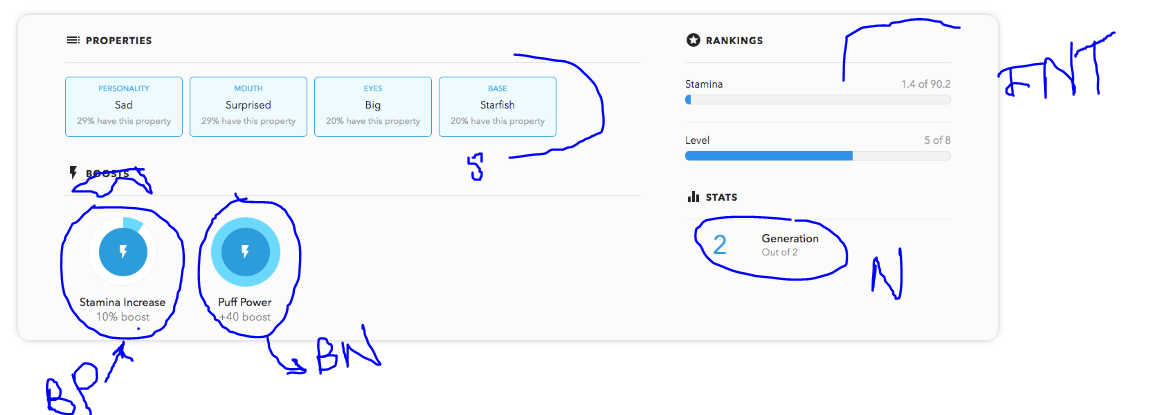 PROPERTIES
PERSONALITY
Sad
29% have this property
MOUTH
Surprised
29% have this property
EYES
Big
20% have this property
BASE
Starfish
20% have this property
S
BOOSTS
Stamina Increase
10% boost
BP
Puff Power
+40 boost
BN
RANKINGS
Stamina 1.4 of 90.2
INT
Level 5 of 8
STATS
2 Generation
Out of 2
N